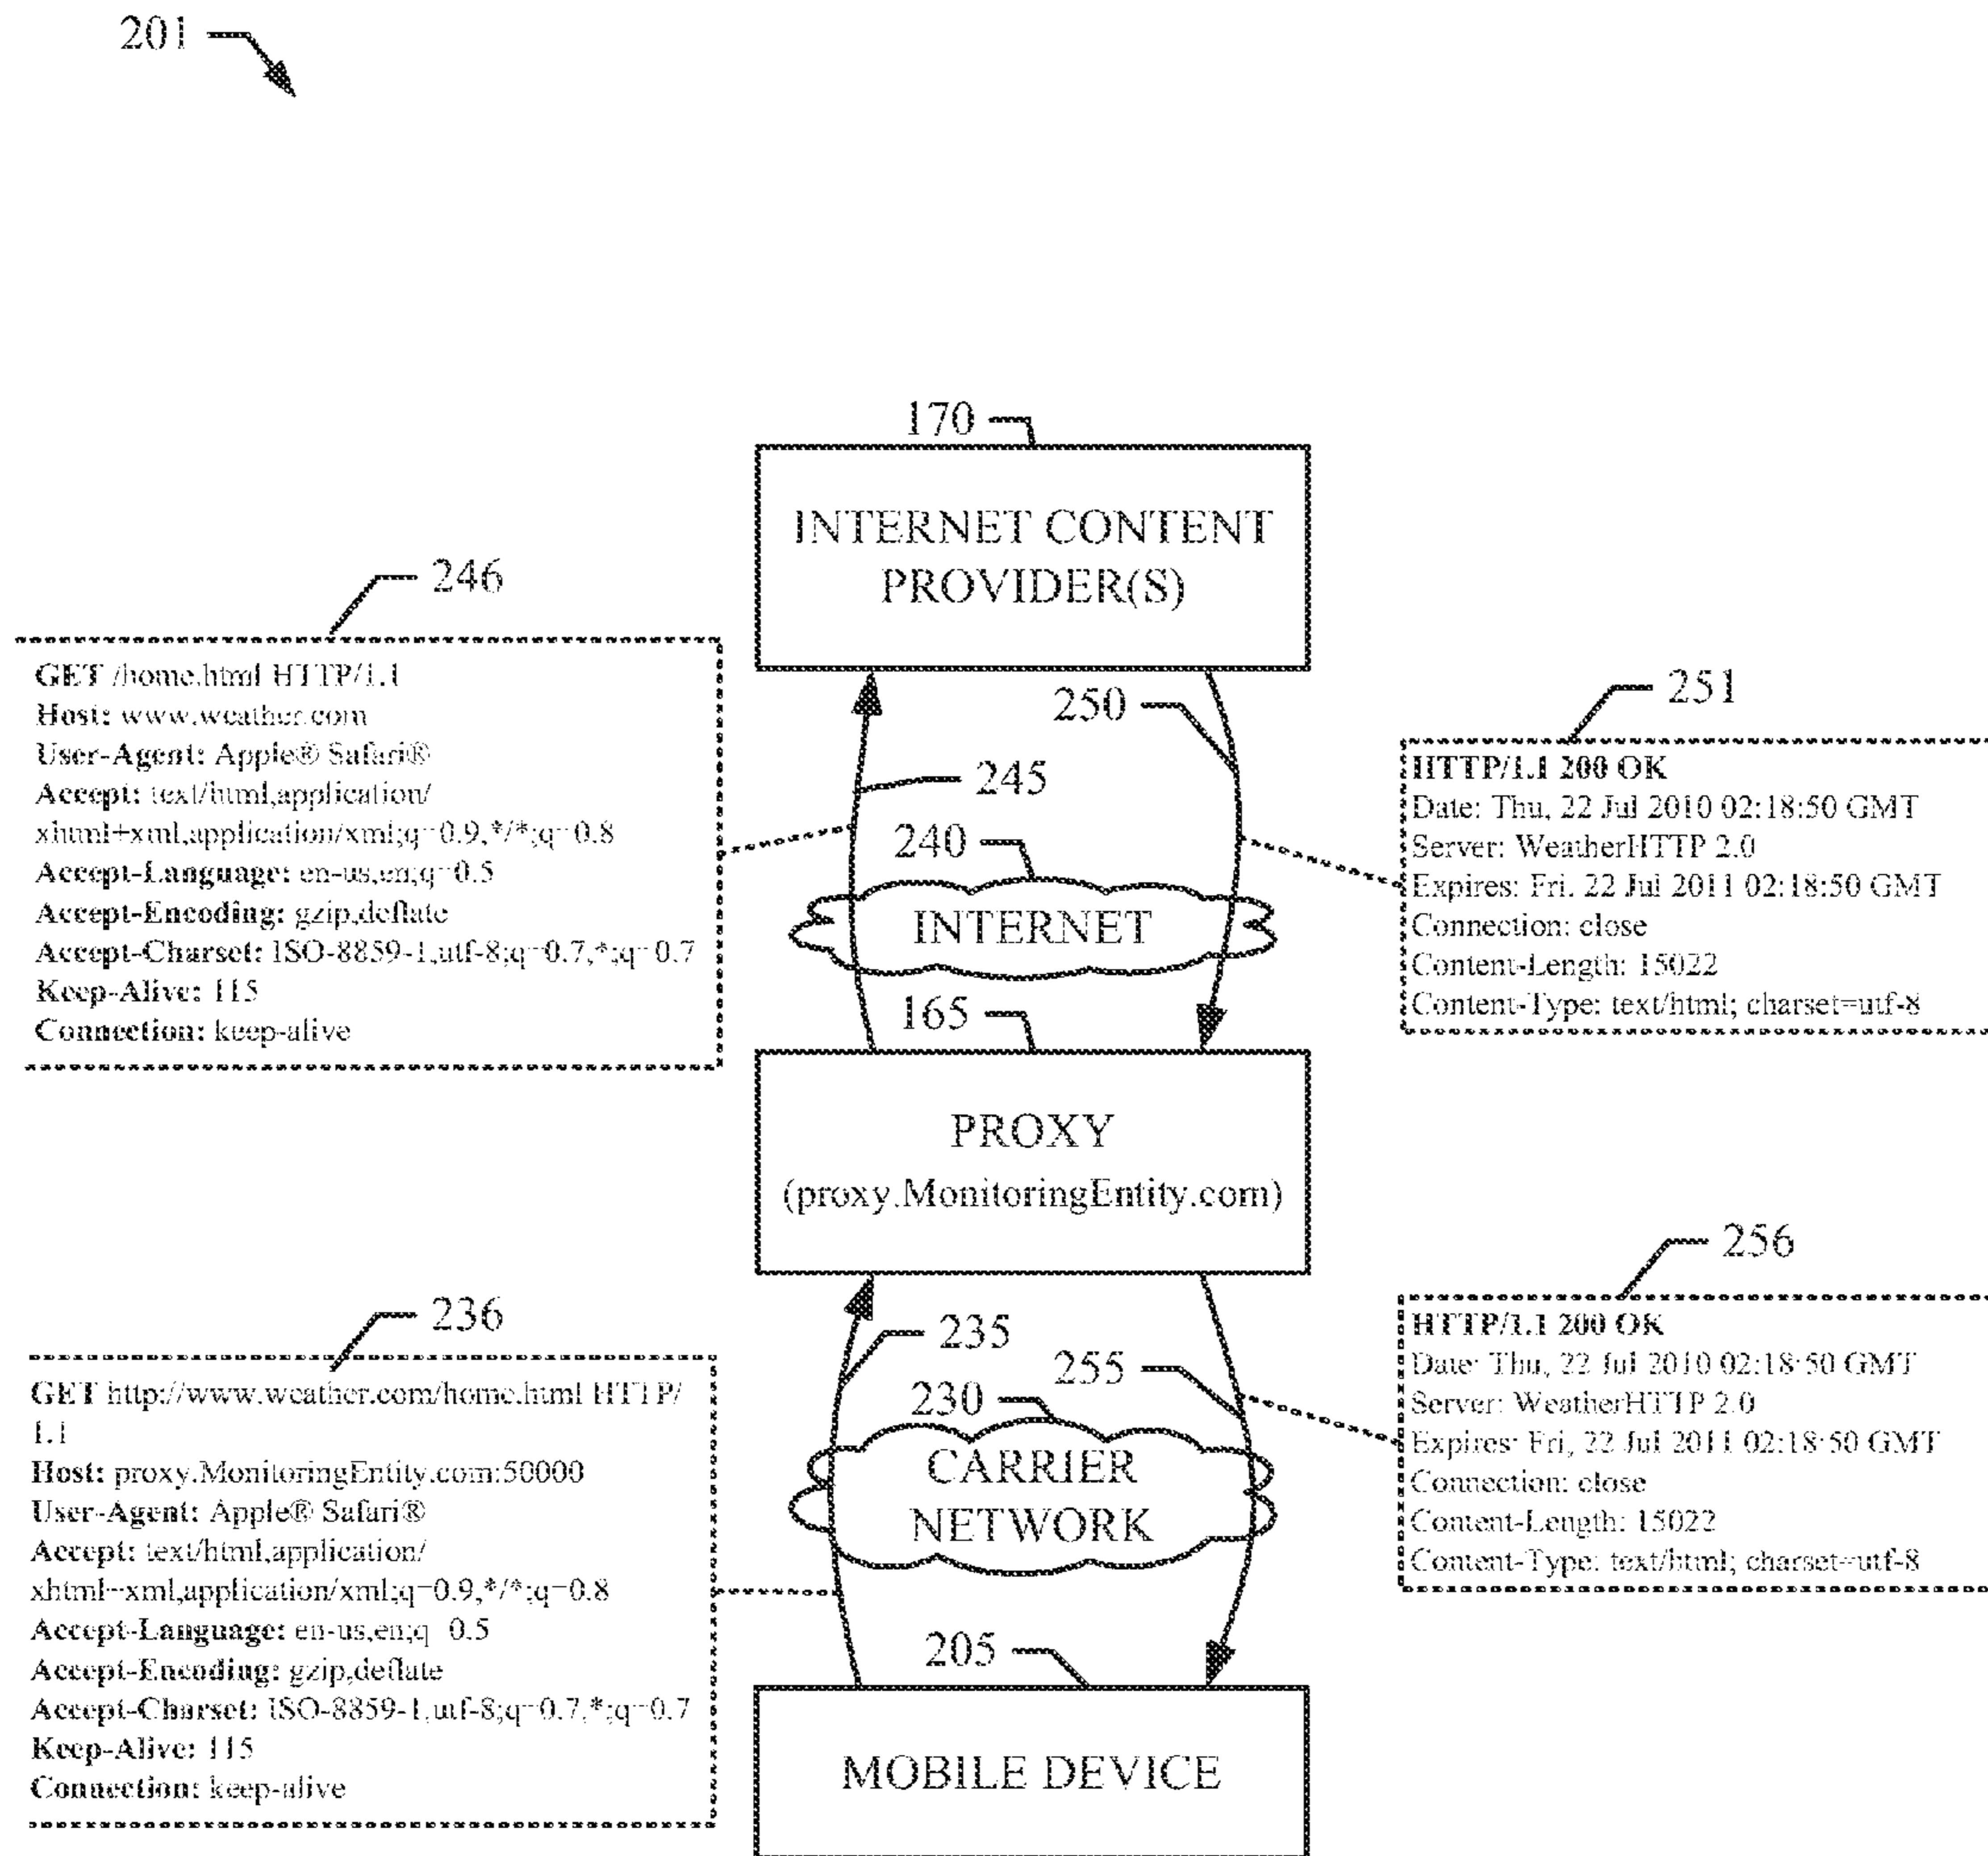 201
170
INTERNET CONTENT
PROVIDER(S)
246
GET /home.html HTTP/1.1
Host: www.weather.com
User-Agent: Apple® Safari®
Accept: text/html,application/
xhtml+xml,application/xml;q=0.9,*/*;q=0.8
Accept-Language: en-us,en;q=0.5
Accept-Encoding: gzip,deflate
Accept-Charset: ISO-8859-1,utf-8;q=0.7,*;q=0.7
Keep-Alive: 115
Connection: keep-alive
250
245
240
INTERNET
251
HTTP/1.1 200 OK
Date: Thu, 22 Jul 2010 02:18:50 GMT
Server: WeatherHTTP 2.0
Expires: Fri. 22 Jul 2011 02:18:50 GMT
Connection: close
Content-Length: 15022
Content-Type: text/html; charset=utf-8
165
PROXY
(proxy.MonitoringEntity.com)
236
GET http://www.weather.com/home.html HTTP/
1.1
Host: proxy.MonitoringEntity.com:50000
User-Agent: Apple® Safari®
Accept: text/html,application/
xhtml+xml,application/xml;q=0.9,*/*;q=0.8
Accept-Language: en-us,en;q=0.5
Accept-Encoding: gzip,deflate
Accept-Charset: ISO-8859-1,utf-8;q=0.7,*;q=0.7
Keep-Alive: 115
Connection: keep-alive
235
255
230
CARRIER
NETWORK
256
HTTP/1.1 200 OK
Date: Thu, 22 Jul 2010 02:18:50 GMT
Server: WeatherHTTP 2.0
Expires: Fri, 22 Jul 2011 02:18:50 GMT
Connection: close
Content-Length: 15022
Content-Type: text/html; charset=utf-8
205
MOBILE DEVICE